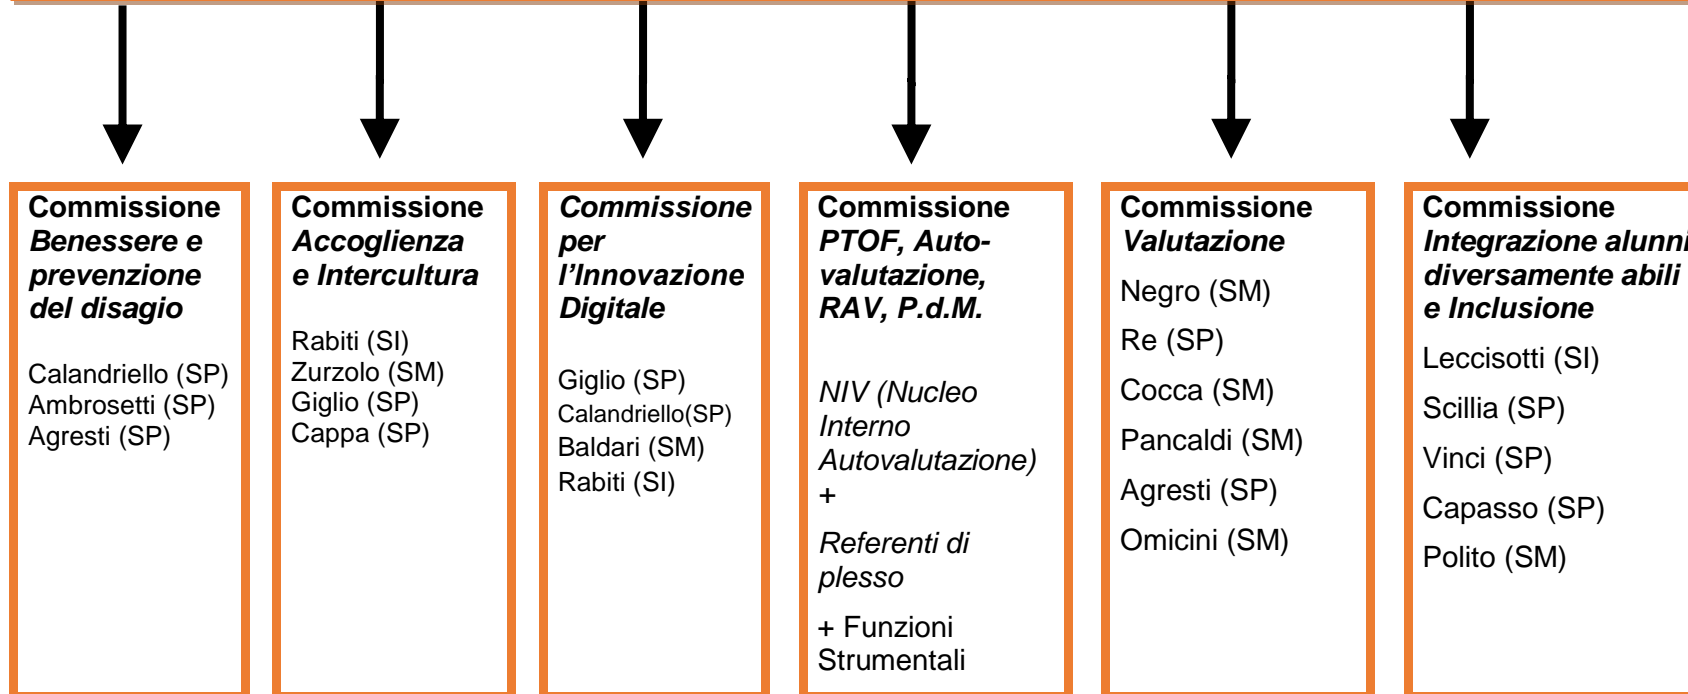 Commissione
Benessere e
prevenzione
del disagio
Calandriello (SP)
Ambrosetti (SP)
Agresti (SP)
Commissione
Accoglienza
e Intercultura
Rabiti (SI)
Zurzolo (SM)
Giglio (SP)
Cappa (SP)
Commissione
per
l’Innovazione
Digitale
Giglio (SP)
Calandriello(SP)
Baldari (SM)
Rabiti (SI)
Commissione
PTOF, Auto-
valutazione,
RAV, P.d.M.
NIV (Nucleo
Interno
Autovalutazione)
+
Referenti di
plesso
+ Funzioni
Strumentali
Commissione
Valutazione
Negro (SM)
Re (SP)
Cocca (SM)
Pancaldi (SM)
Agresti (SP)
Omicini (SM)
Commissione
Integrazione alunni
diversamente abili
e Inclusione
Leccisotti (SI)
Scillia (SP)
Vinci (SP)
Capasso (SP)
Polito (SM)